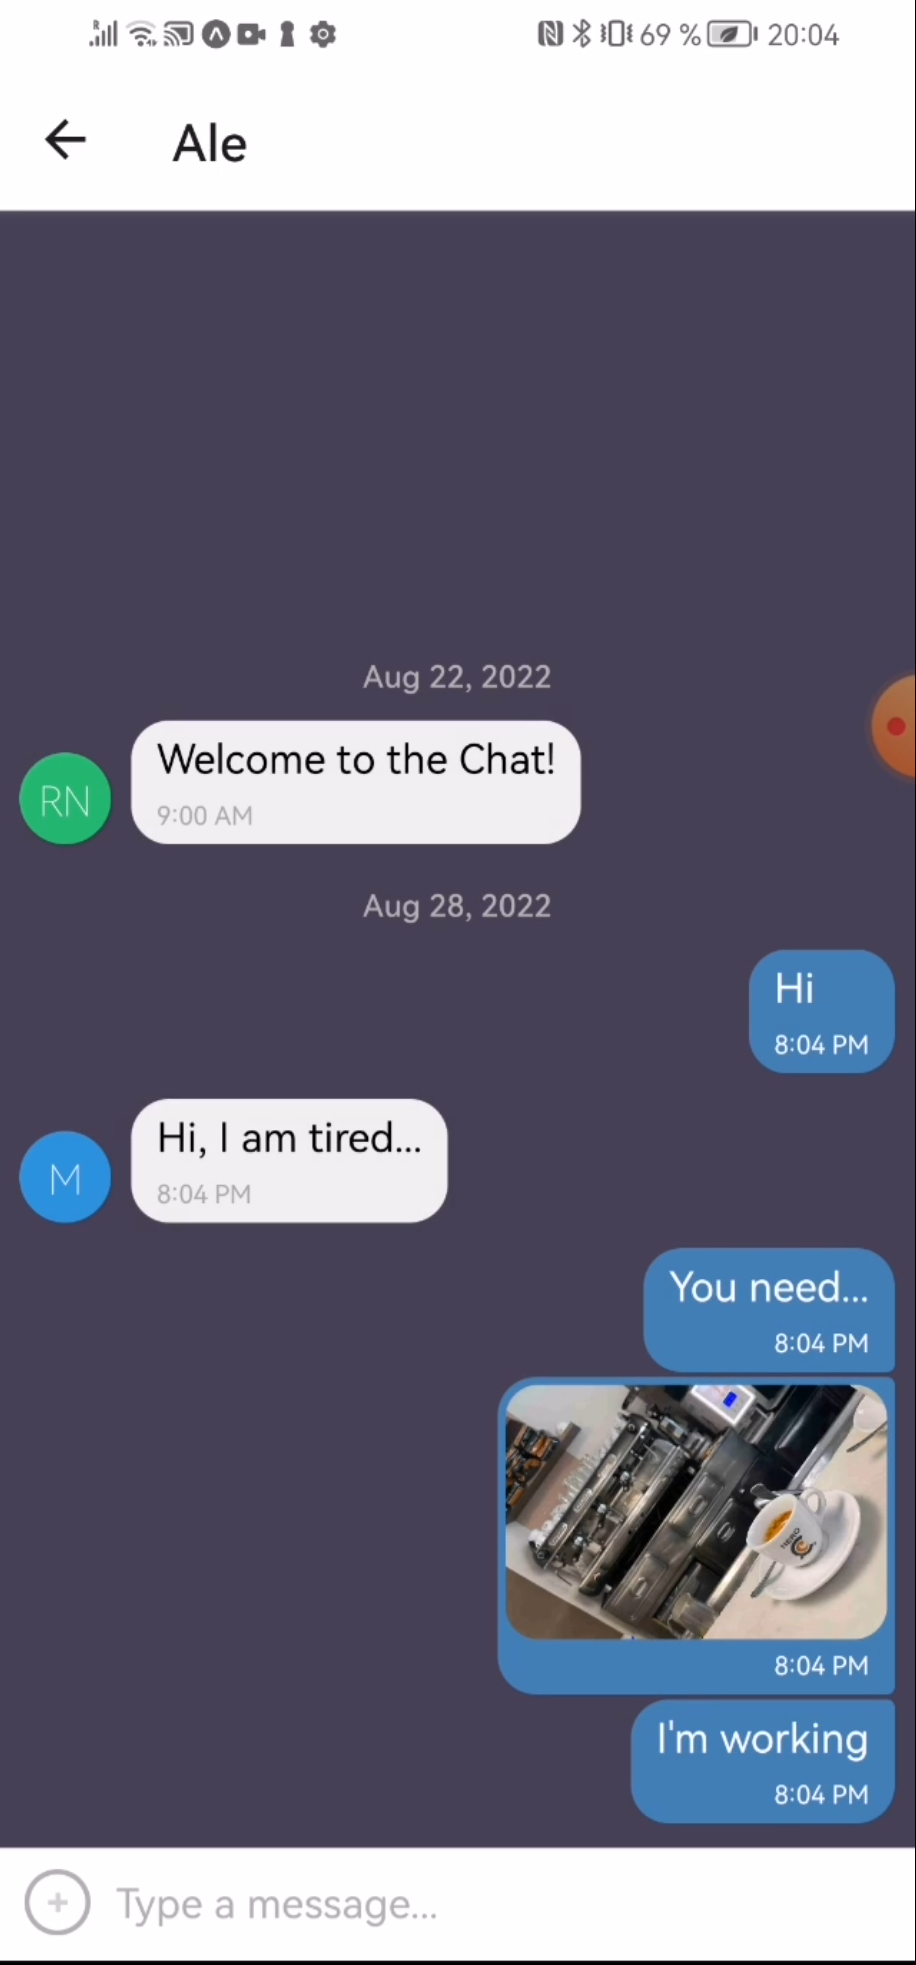 69 % 20:04
Ale
Aug 22, 2022
RN
Welcome to the Chat!
9:00 AM
Aug 28, 2022
Hi
8:04 PM
M
Hi, I am tired...
8:04 PM
You need...
8:04 PM
HERO
8:04 PM
I'm working
8:04 PM
Type a message...